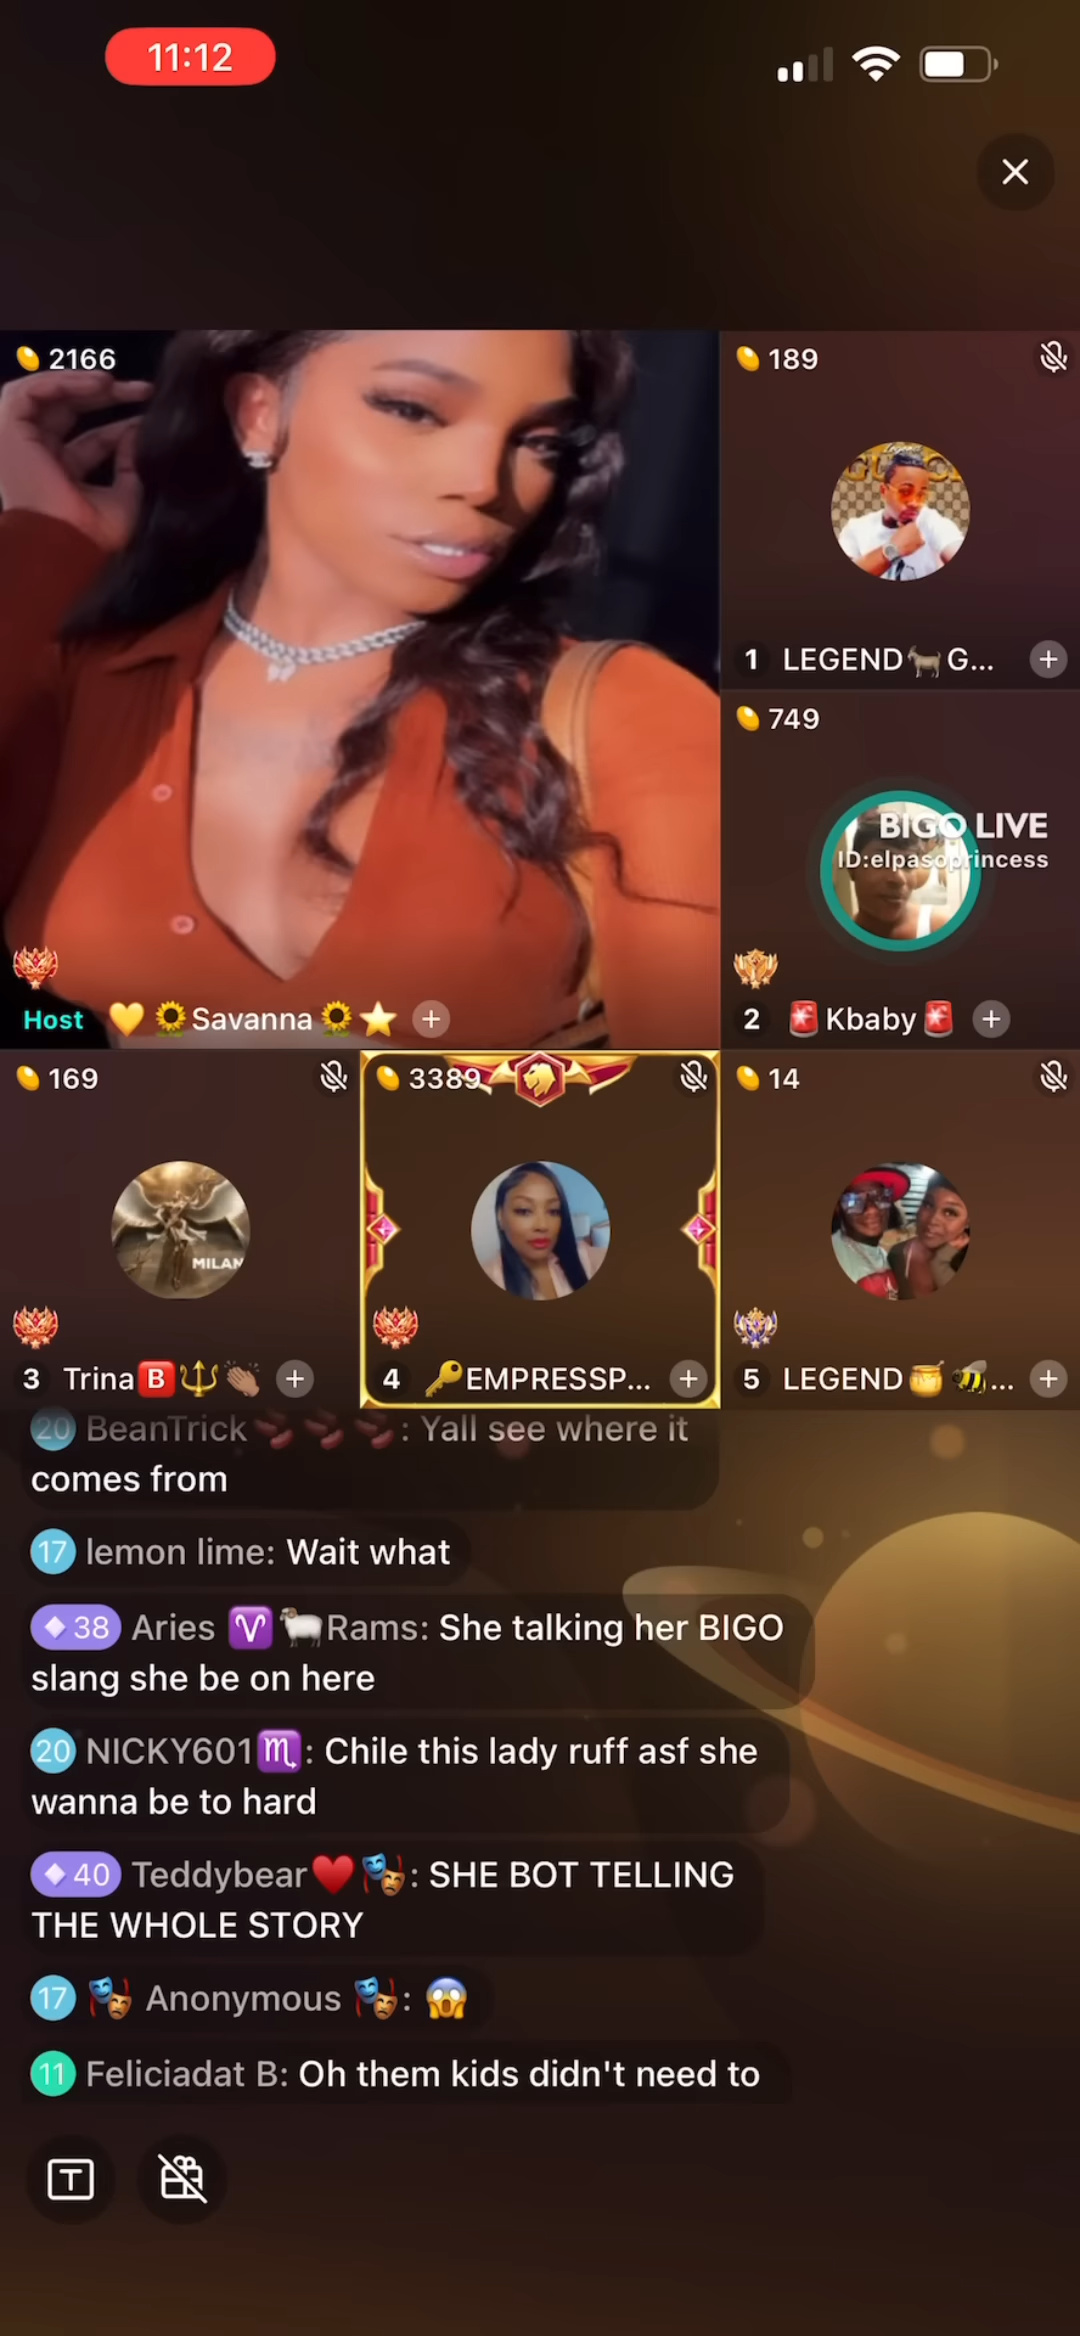 11:12
2166
189
1 LEGEND🐐G...
749
BIGO LIVE
ID:elpasoprincess
Host 💛🌻Savanna🌻⭐
2 🚨Kbaby🚨
169
3389
14
MILAN
3 Trina🅱️🔱👏🏽
4 🔑EMPRESSP...
5 LEGEND🍯🐝...
20 BeanTrick🫘🫘🫘: Yall see where it
comes from
17 lemon lime: Wait what
38 Aries ♈🐏Rams: She talking her BIGO
slang she be on here
20 NICKY601♏: Chile this lady ruff asf she
wanna be to hard
40 Teddybear♥️🎭: SHE BOT TELLING
THE WHOLE STORY
17 🎭 Anonymous 🎭: 😱
11 Feliciadat B: Oh them kids didn't need to
T